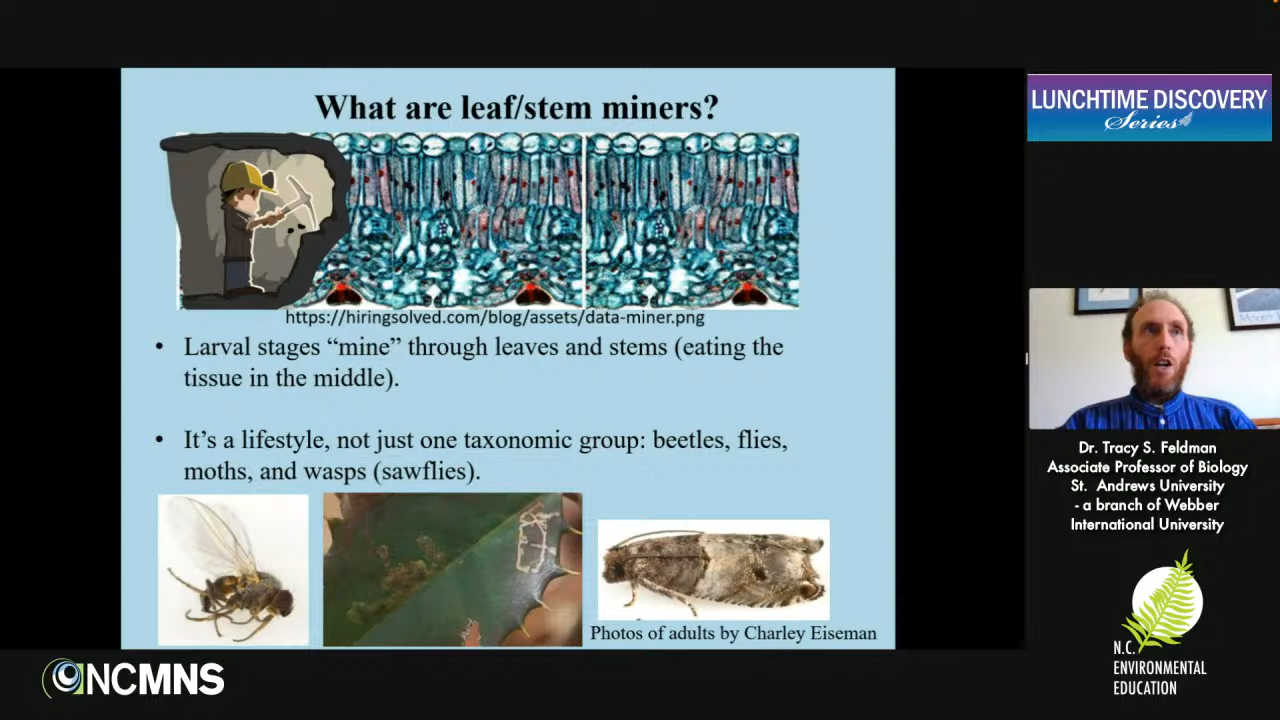 What are leaf/stem miners?
https://hiringsolved.com/blog/assets/data-miner.png
• Larval stages “mine” through leaves and stems (eating the
tissue in the middle).
• It’s a lifestyle, not just one taxonomic group: beetles, flies,
moths, and wasps (sawflies).
Photos of adults by Charley Eiseman
LUNCHTIME DISCOVERY
Series
Dr. Tracy S. Feldman
Associate Professor of Biology
St. Andrews University
- a branch of Webber
International University
NCMNS
N.C.
ENVIRONMENTAL
EDUCATION